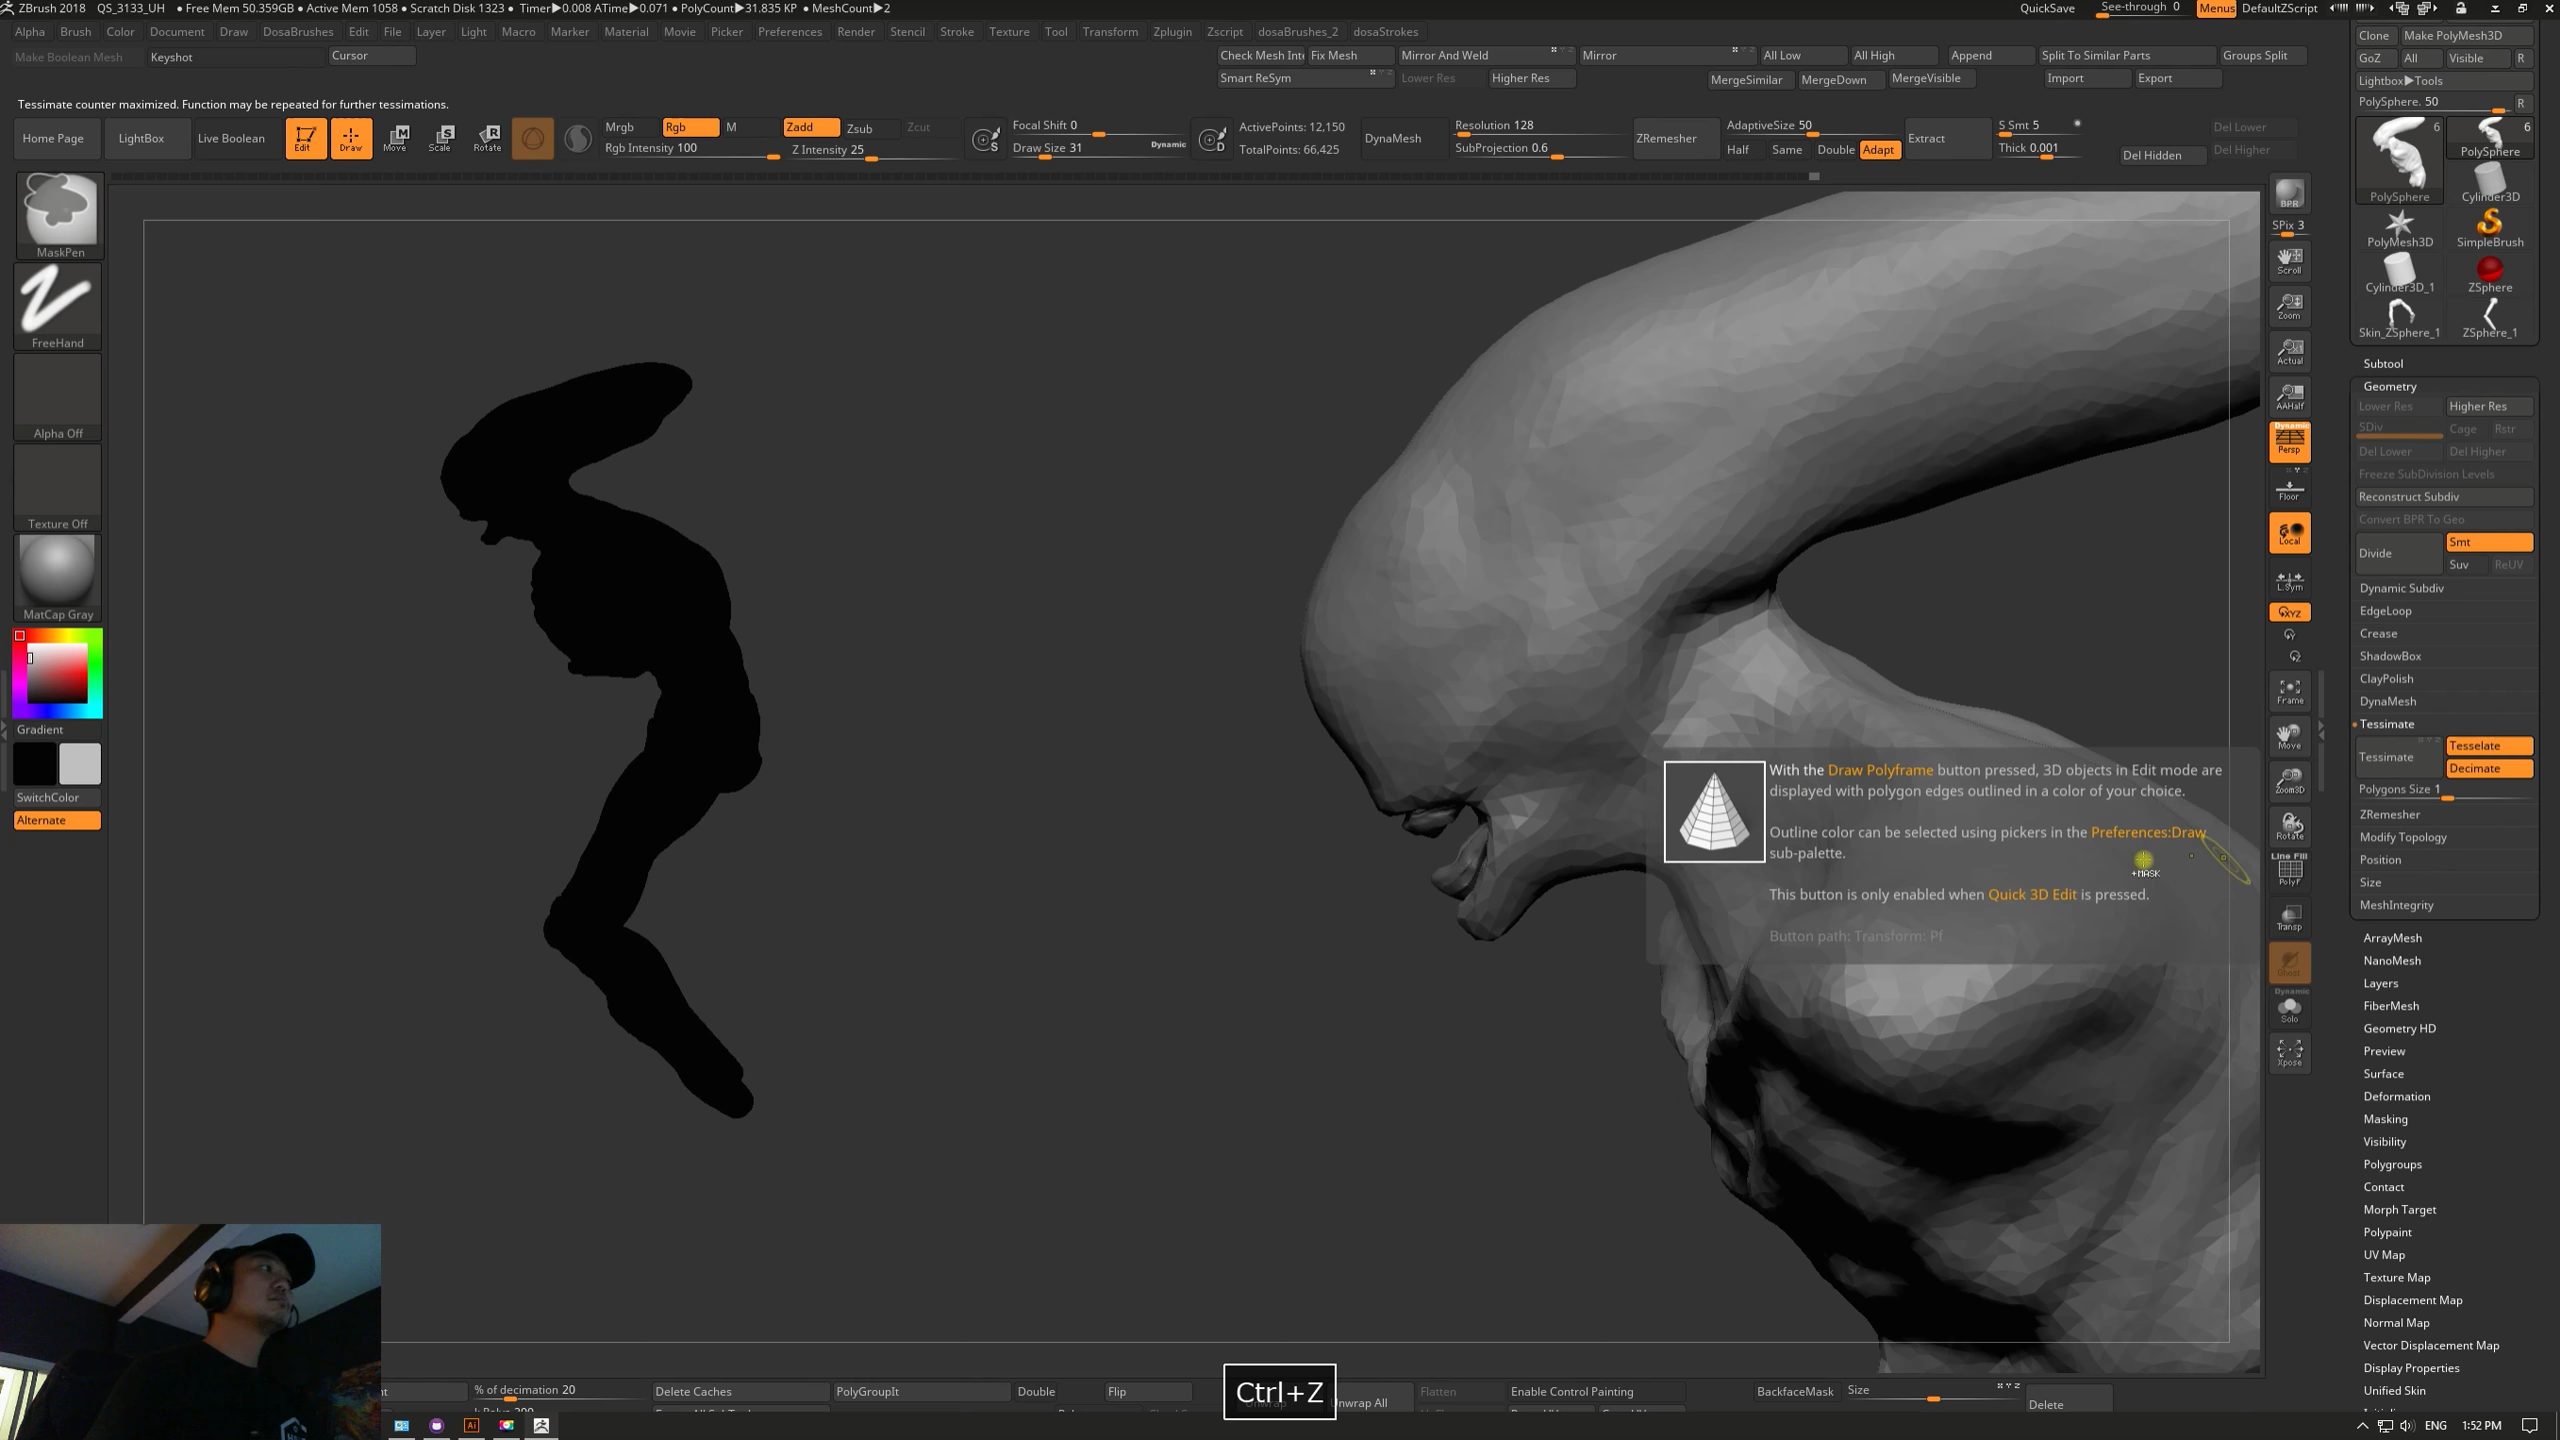 ZBrush 2018 QS_3133_UH ● Free Mem 50.359GB ● Active Mem 1058 ● Scratch Disk 1323 ● Timer▶0.008 ATime▶0.071 ● PolyCount▶31.835 KP ● MeshCount▶2 QuickSave See-through 0 Menus DefaultZScript
Alpha Brush Color Document Draw DosaBrushes Edit File Layer Light Macro Marker Material Movie Picker Preferences Render Stencil Stroke Texture Tool Transform Zplugin Zscript dosaBrushes_2 dosaStrokes
Make Boolean Mesh Keyshot Cursor
Check Mesh Int Fix Mesh Mirror And Weld Mirror All Low All High Append Split To Similar Parts Groups Split
Smart ReSym Lower Res Higher Res MergeSimilar MergeDown MergeVisible Import Export
Tessimate counter maximized. Function may be repeated for further tessimations.
Home Page LightBox Live Boolean Edit Draw Move Scale Rotate
Mrgb Rgb M Zadd Zsub Zcut
Rgb Intensity 100 Z Intensity 25
Focal Shift 0
Draw Size 31 Dynamic
ActivePoints: 12,150
TotalPoints: 66,425
DynaMesh
Resolution 128
SubProjection 0.6
ZRemesher
AdaptiveSize 50
Half Same Double Adapt
Extract
S Smt 5
Thick 0.001
Del Hidden
Del Lower
Del Higher
MaskPen
FreeHand
Alpha Off
Texture Off
MatCap Gray
Gradient
SwitchColor
Alternate
With the Draw Polyframe button pressed, 3D objects in Edit mode are
displayed with polygon edges outlined in a color of your choice.
Outline color can be selected using pickers in the Preferences:Draw
sub-palette.
This button is only enabled when Quick 3D Edit is pressed.
Button path: Transform: Pf
+MASK
BPR
SPix 3
Scroll
Zoom
Actual
AAHalf
Dynamic
Persp
Floor
Local
L.Sym
XYZ
Frame
Move
Zoom3D
Rotate
Line Fill
PolyF
Transp
Ghost
Dynamic
Solo
Xpose
Clone Make PolyMesh3D
GoZ All Visible R
Lightbox▶Tools
PolySphere. 50 R
6 6
PolySphere
PolySphere Cylinder3D
PolyMesh3D SimpleBrush
Cylinder3D_1 ZSphere
Skin_ZSphere_1 ZSphere_1
Subtool
Geometry
Lower Res Higher Res
SDiv Cage Rstr
Del Lower Del Higher
Freeze SubDivision Levels
Reconstruct Subdiv
Convert BPR To Geo
Divide Smt
Suv ReUV
Dynamic Subdiv
EdgeLoop
Crease
ShadowBox
ClayPolish
DynaMesh
Tessimate
Tessimate Tesselate
Decimate
Polygons Size 1
ZRemesher
Modify Topology
Position
Size
MeshIntegrity
ArrayMesh
NanoMesh
Layers
FiberMesh
Geometry HD
Preview
Surface
Deformation
Masking
Visibility
Polygroups
Contact
Morph Target
Polypaint
UV Map
Texture Map
Displacement Map
Normal Map
Vector Displacement Map
Display Properties
Unified Skin
% of decimation 20 Delete Caches PolyGroupIt Double Flip Ctrl+Z Unwrap All Flatten Enable Control Painting BackfaceMask Size Delete
ENG 1:52 PM